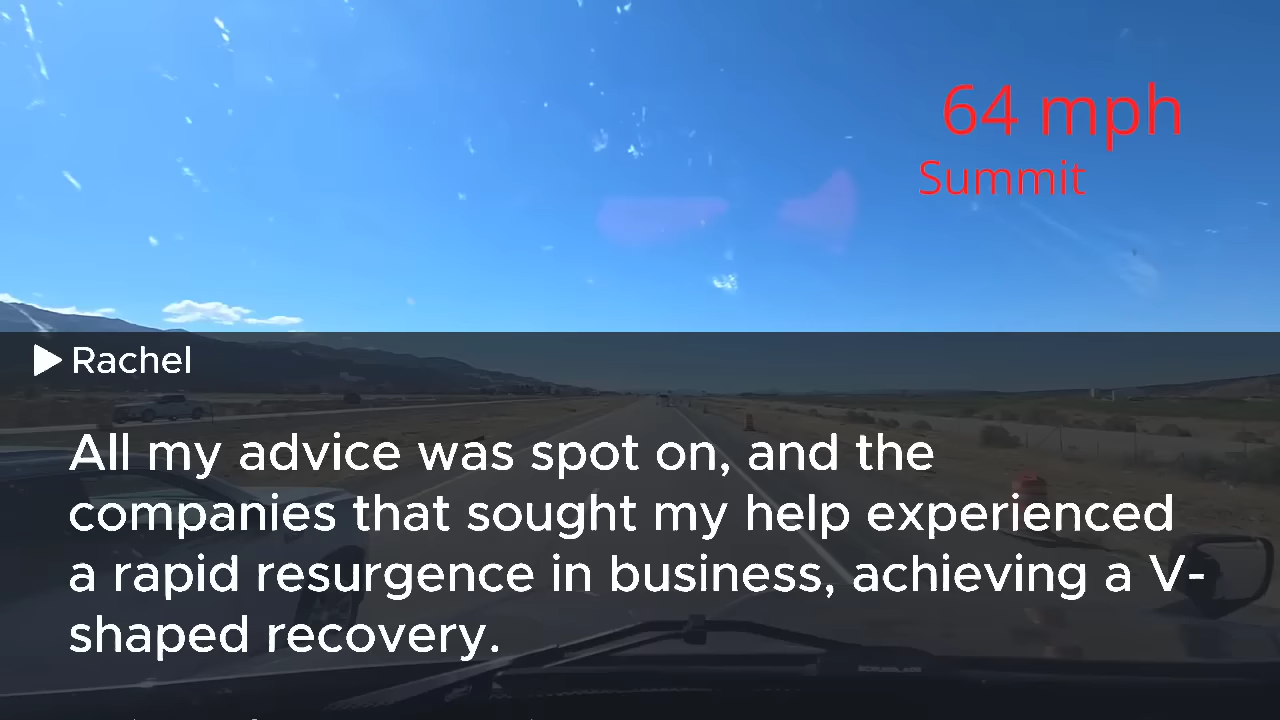 64 mph
Summit
Rachel
All my advice was spot on, and the
companies that sought my help experienced
a rapid resurgence in business, achieving a V-
shaped recovery.